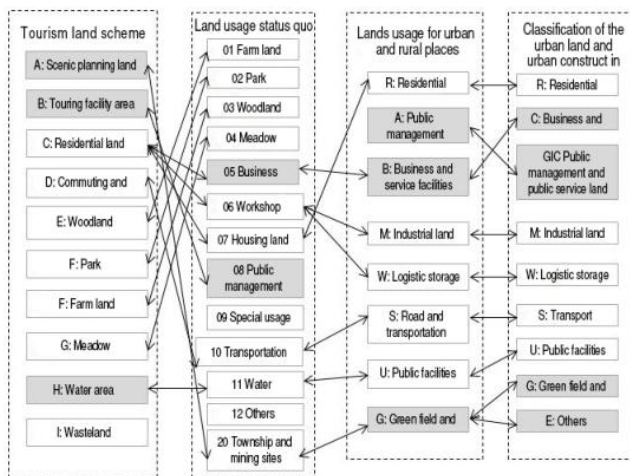 Tourism land scheme
A: Scenic planning land
B: Touring facility area
C: Residential land
D: Commuting and
E: Woodland
F: Park
F: Farm land
G: Meadow
H: Water area
I: Wasteland
Land usage status quo
01 Farm land
02 Park
03 Woodland
04 Meadow
05 Business
06 Workshop
07 Housing land
08 Public
management
09 Special usage
10 Transportation
11 Water
12 Others
20 Township and
mining sites
Lands usage for urban
and rural places
R: Residential
A: Public
management
B: Business and
service facilities
M: Industrial land
W: Logistic storage
S: Road and
transportation
U: Public facilities
G: Green field and
Classification of the
urban land and
urban construct in
R: Residential
C: Business and
GIC Public
management and
public service land
M: Industrial land
W: Logistic storage
S: Transport
U: Public facilities
G: Green field and
E: Others